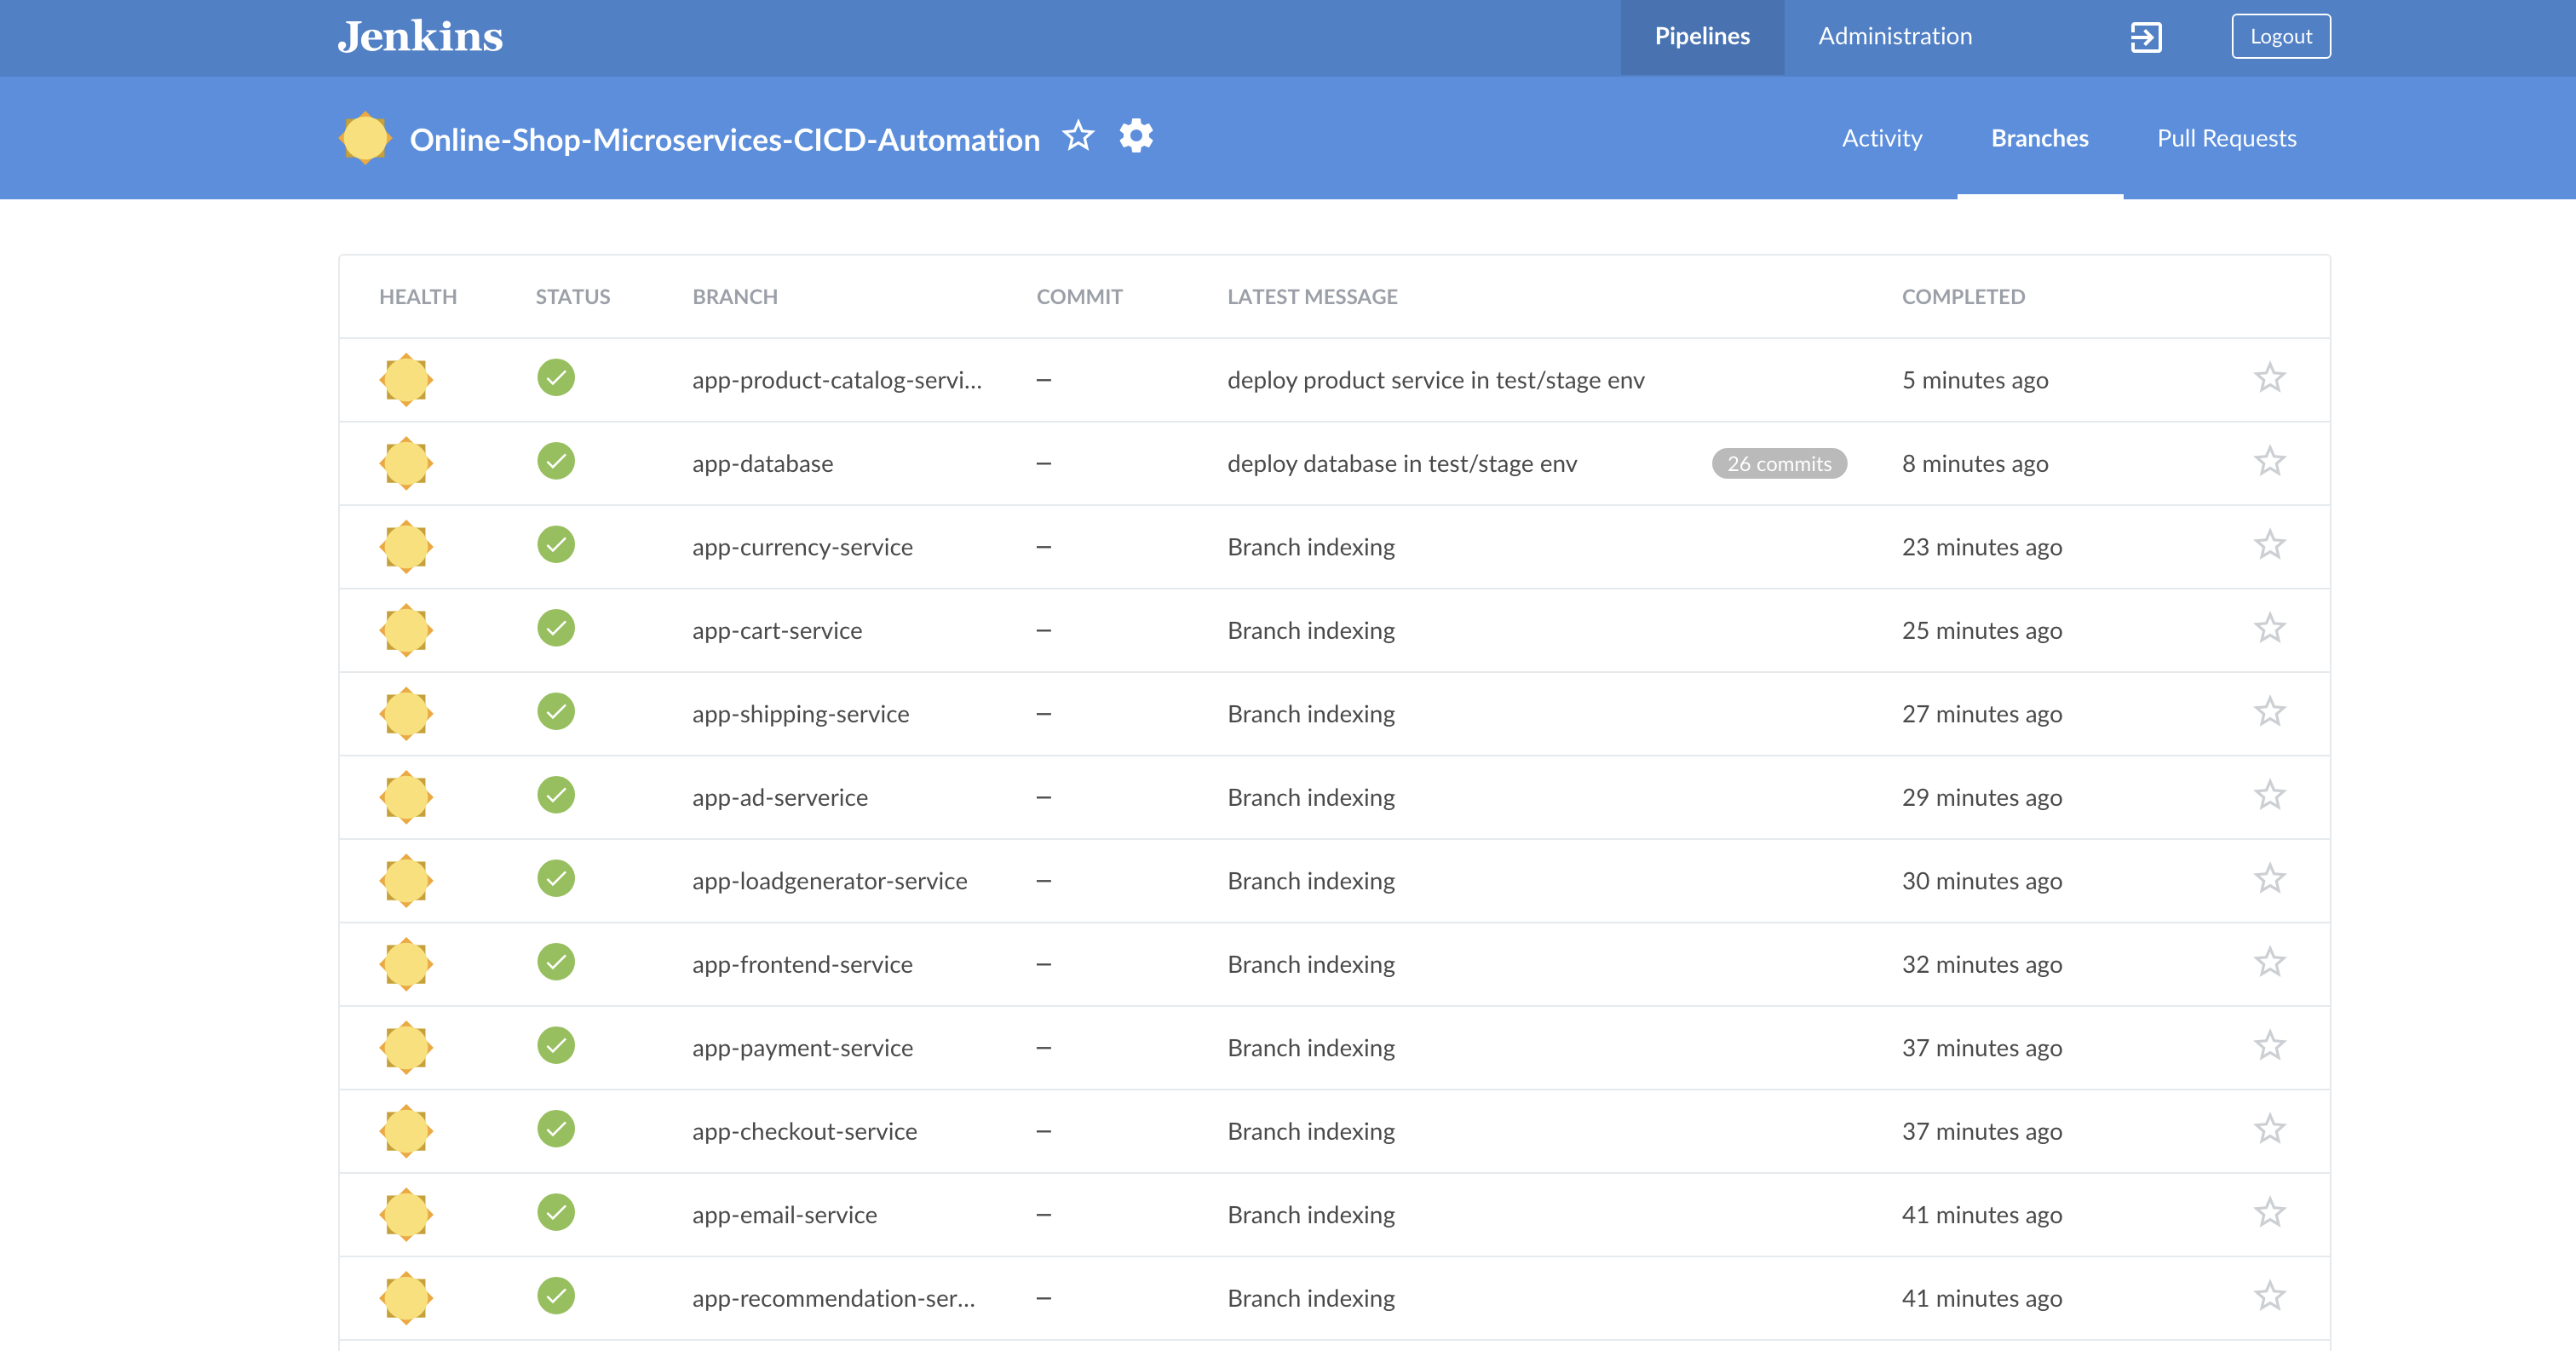 Jenkins Pipelines Administration Logout
Online-Shop-Microservices-CICD-Automation Activity Branches Pull Requests
HEALTH STATUS BRANCH COMMIT LATEST MESSAGE COMPLETED
app-product-catalog-servi... – deploy product service in test/stage env 5 minutes ago
app-database – deploy database in test/stage env 26 commits 8 minutes ago
app-currency-service – Branch indexing 23 minutes ago
app-cart-service – Branch indexing 25 minutes ago
app-shipping-service – Branch indexing 27 minutes ago
app-ad-serverice – Branch indexing 29 minutes ago
app-loadgenerator-service – Branch indexing 30 minutes ago
app-frontend-service – Branch indexing 32 minutes ago
app-payment-service – Branch indexing 37 minutes ago
app-checkout-service – Branch indexing 37 minutes ago
app-email-service – Branch indexing 41 minutes ago
app-recommendation-ser... – Branch indexing 41 minutes ago